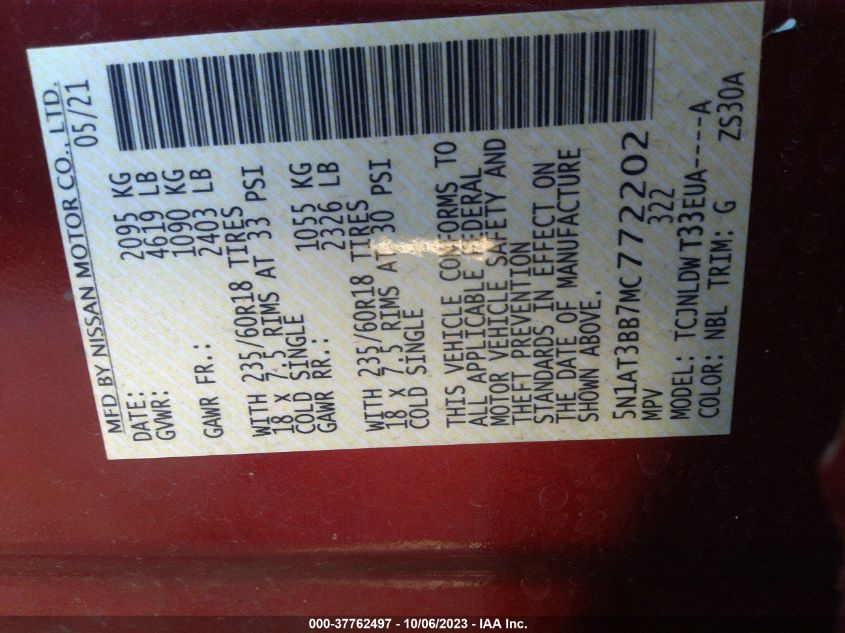 MFD BY NISSAN MOTOR CO., LTD.
DATE: 05/21
GVWR: 2095 KG
4619 LB
1090 KG
GAWR FR.: 2403 LB
WITH 235/60R18 TIRES
18 X 7.5 RIMS AT 33 PSI
COLD SINGLE 1055 KG
GAWR RR.: 2326 LB
WITH 235/60R18 TIRES
18 X 7.5 RIMS AT 30 PSI
COLD SINGLE
THIS VEHICLE CONFORMS TO
ALL APPLICABLE FEDERAL
MOTOR VEHICLE SAFETY AND
THEFT PREVENTION
STANDARDS IN EFFECT ON
THE DATE OF MANUFACTURE
SHOWN ABOVE.
5N1AT3BB7MC772202
MPV 322
MODEL: TCJNLDW T33EUA----A
COLOR: NBL TRIM: G ZS30A
000-37762497 - 10/06/2023 - IAA Inc.